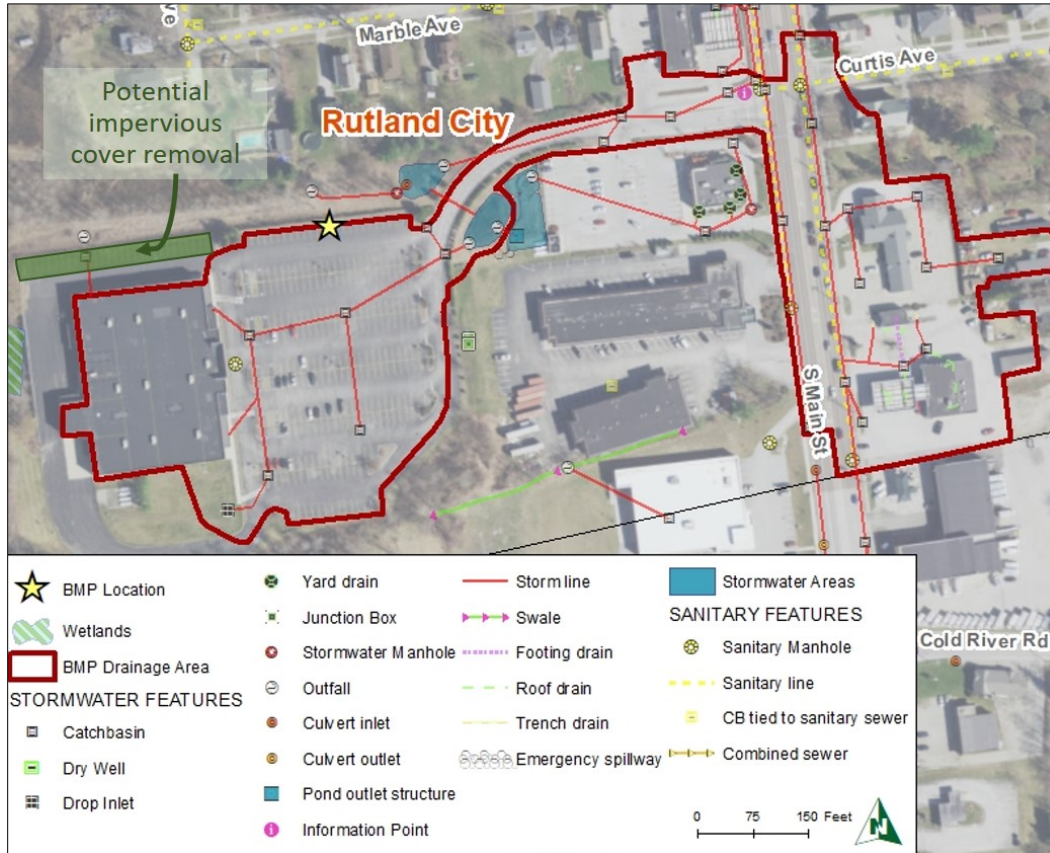 Marble Ave
Ave
Curtis Ave
Potential
impervious
cover removal
Rutland City
S Main St
Cold River Rd
BMP Location
Wetlands
BMP Drainage Area
STORMWATER FEATURES
Catchbasin
Dry Well
Drop Inlet
Yard drain
Junction Box
Stormwater Manhole
Outfall
Culvert inlet
Culvert outlet
Pond outlet structure
Information Point
Storm line
Swale
Footing drain
Roof drain
Trench drain
Emergency spillway
Stormwater Areas
SANITARY FEATURES
Sanitary Manhole
Sanitary line
CB tied to sanitary sewer
Combined sewer
0 75 150 Feet
N